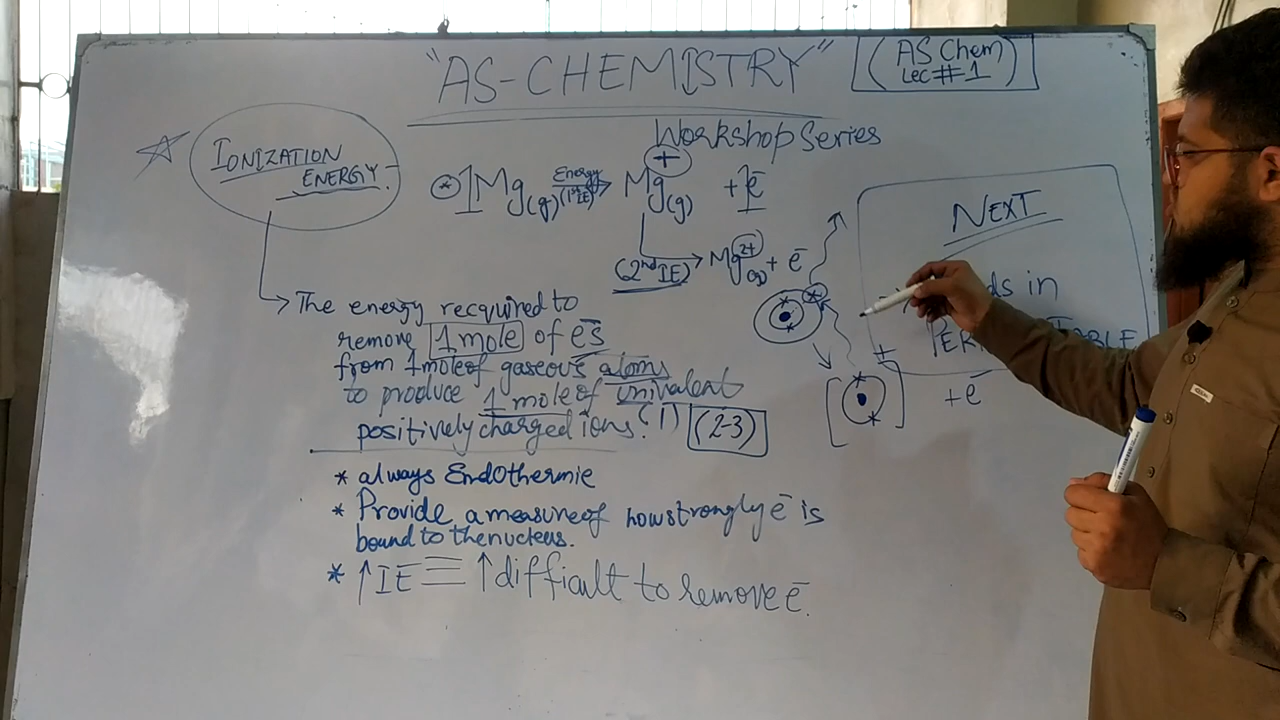 "AS-CHEMISTRY"
(AS Chem
Lec # 1)
Workshop Series
IONIZATION
ENERGY
1Mg(g) Energy (1st IE) → Mg+(g) + 1e-
(2nd IE) → Mg2+(g) + e-
The energy recquired to
remove 1 mole of e-s
from 1 mole of gaseous atoms
to produce 1 mole of univalent
positively charged ions. (1) (2-3)
* always EndOthermic
* Provide a measure of how strongly e- is
bound to the nucleus.
* ↑IE ≡ ↑difficult to remove e-.
NEXT
in
+
+ e-